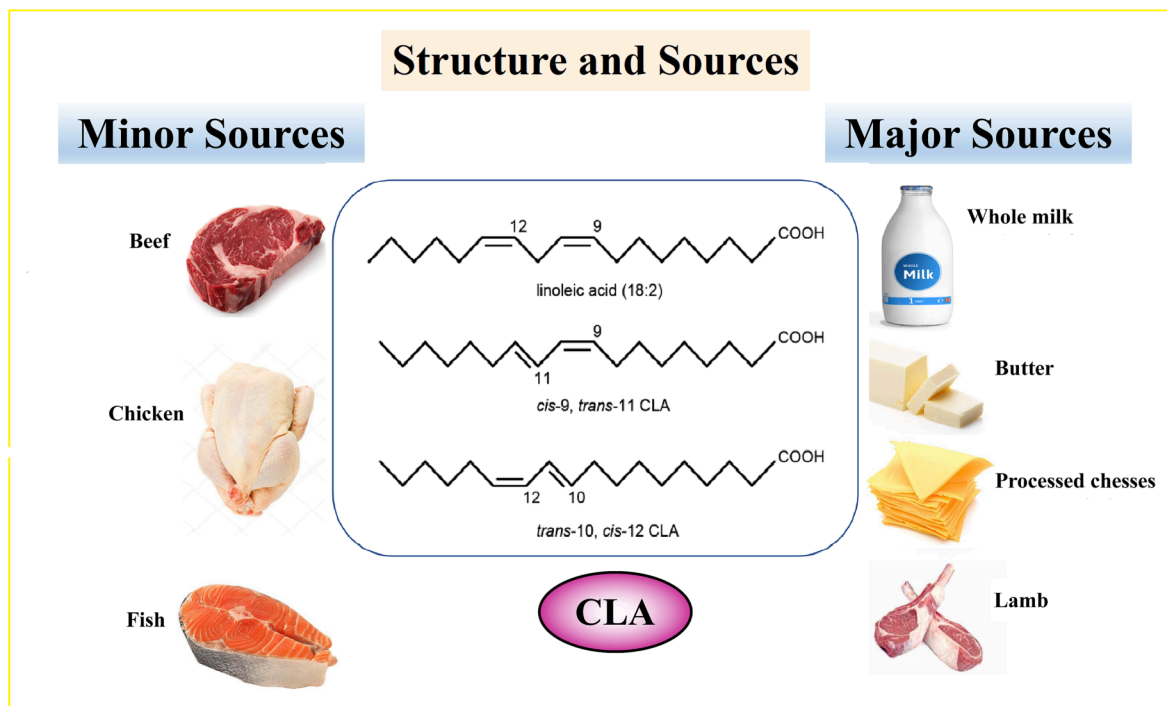 Structure and Sources
Minor Sources
Major Sources
Beef
Chicken
Fish
12
9
COOH
linoleic acid (18:2)
9
COOH
11
cis-9, trans-11 CLA
COOH
12
10
trans-10, cis-12 CLA
CLA
Whole milk
WHOLE
Milk
Butter
Processed chesses
Lamb